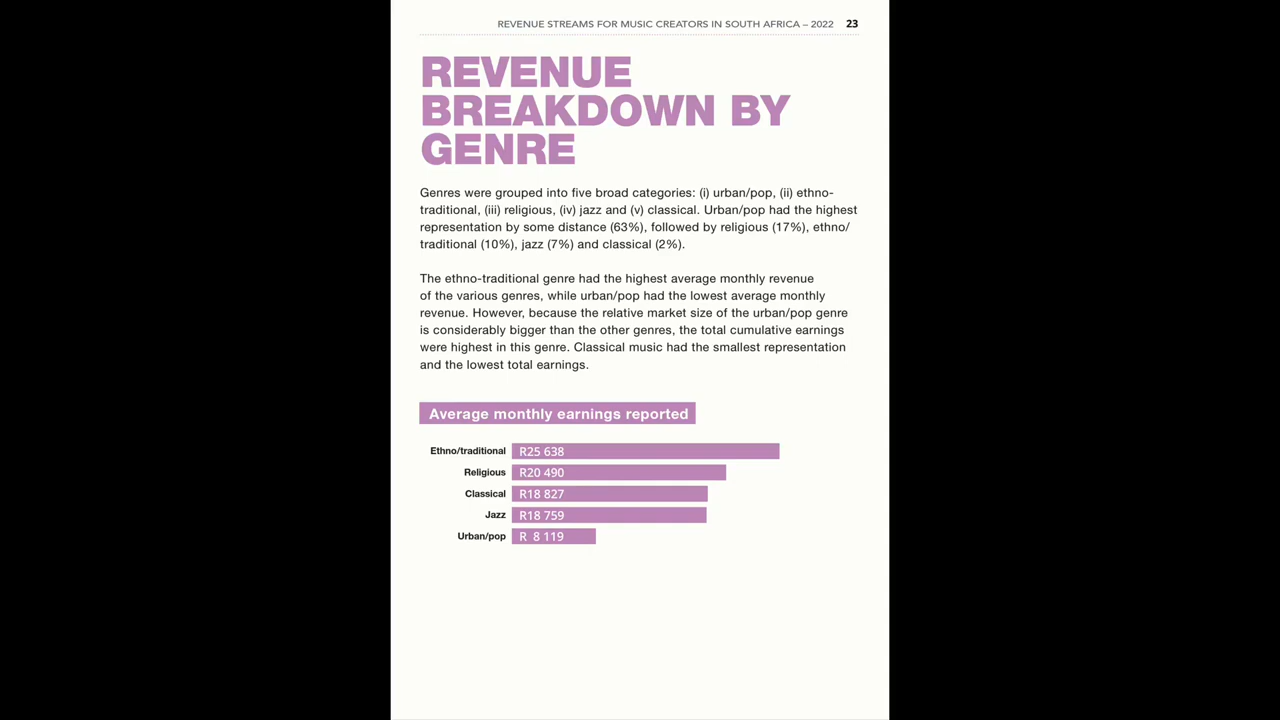 REVENUE STREAMS FOR MUSIC CREATORS IN SOUTH AFRICA – 2022 23
REVENUE
BREAKDOWN BY
GENRE
Genres were grouped into five broad categories: (i) urban/pop, (ii) ethno-
traditional, (iii) religious, (iv) jazz and (v) classical. Urban/pop had the highest
representation by some distance (63%), followed by religious (17%), ethno/
traditional (10%), jazz (7%) and classical (2%).
The ethno-traditional genre had the highest average monthly revenue
of the various genres, while urban/pop had the lowest average monthly
revenue. However, because the relative market size of the urban/pop genre
is considerably bigger than the other genres, the total cumulative earnings
were highest in this genre. Classical music had the smallest representation
and the lowest total earnings.
Average monthly earnings reported
Ethno/traditional R25 638
Religious R20 490
Classical R18 827
Jazz R18 759
Urban/pop R 8 119